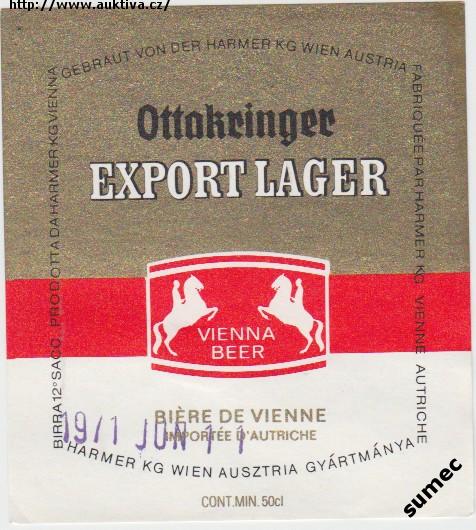 http://www.auktiva.cz/
GEBRAUT VON DER HARMER KG WIEN AUSTRIA
Ottakringer
EXPORT LAGER
BIRRA 12° SACC. PRODOTTA DA HARMER KG VIENNA
FABRIQUÉE PAR HARMER KG VIENNE AUTRICHE
VIENNA
BEER
BIÈRE DE VIENNE
IMPORTÉE D'AUTRICHE
1971 JUN 11
HARMER KG WIEN AUSZTRIA GYÁRTMÁNYA
CONT. MIN. 50cl
sumec